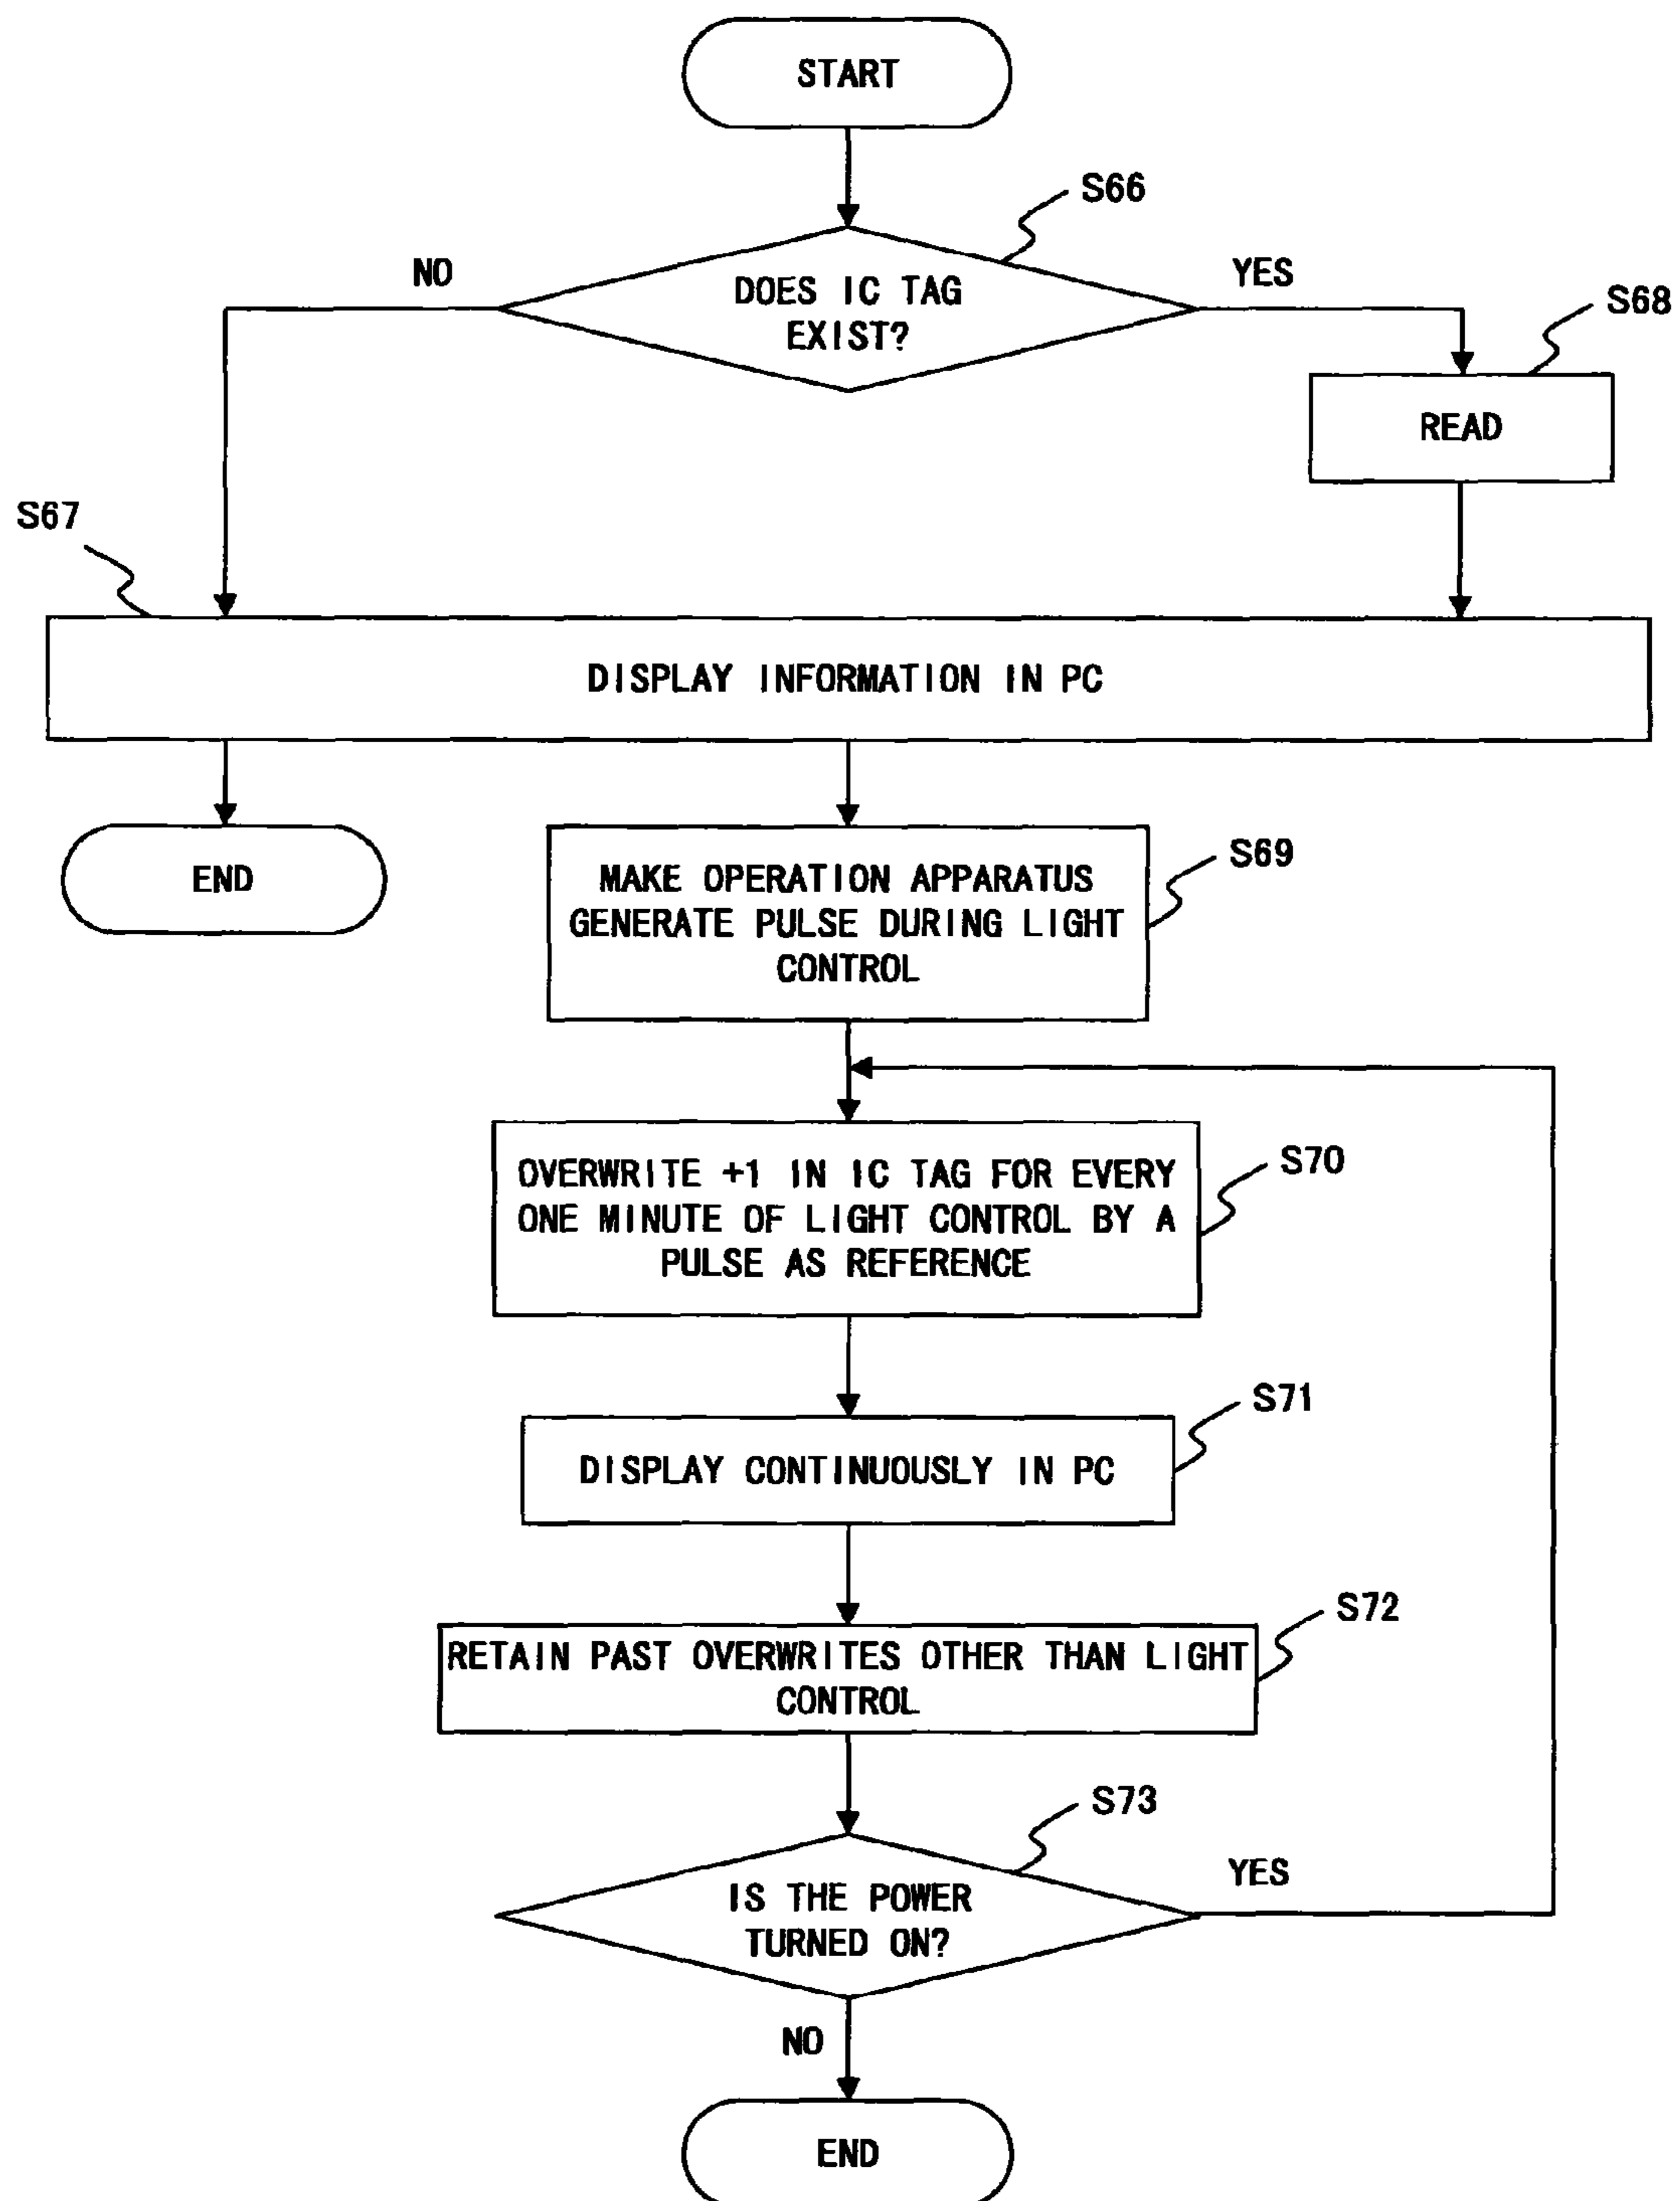 START
S66
NO
YES
DOES IC TAG
EXIST?
S68
READ
S67
DISPLAY INFORMATION IN PC
END
S69
MAKE OPERATION APPARATUS
GENERATE PULSE DURING LIGHT
CONTROL
S70
OVERWRITE +1 IN IC TAG FOR EVERY
ONE MINUTE OF LIGHT CONTROL BY A
PULSE AS REFERENCE
S71
DISPLAY CONTINUOUSLY IN PC
S72
RETAIN PAST OVERWRITES OTHER THAN LIGHT
CONTROL
S73
YES
IS THE POWER
TURNED ON?
NO
END